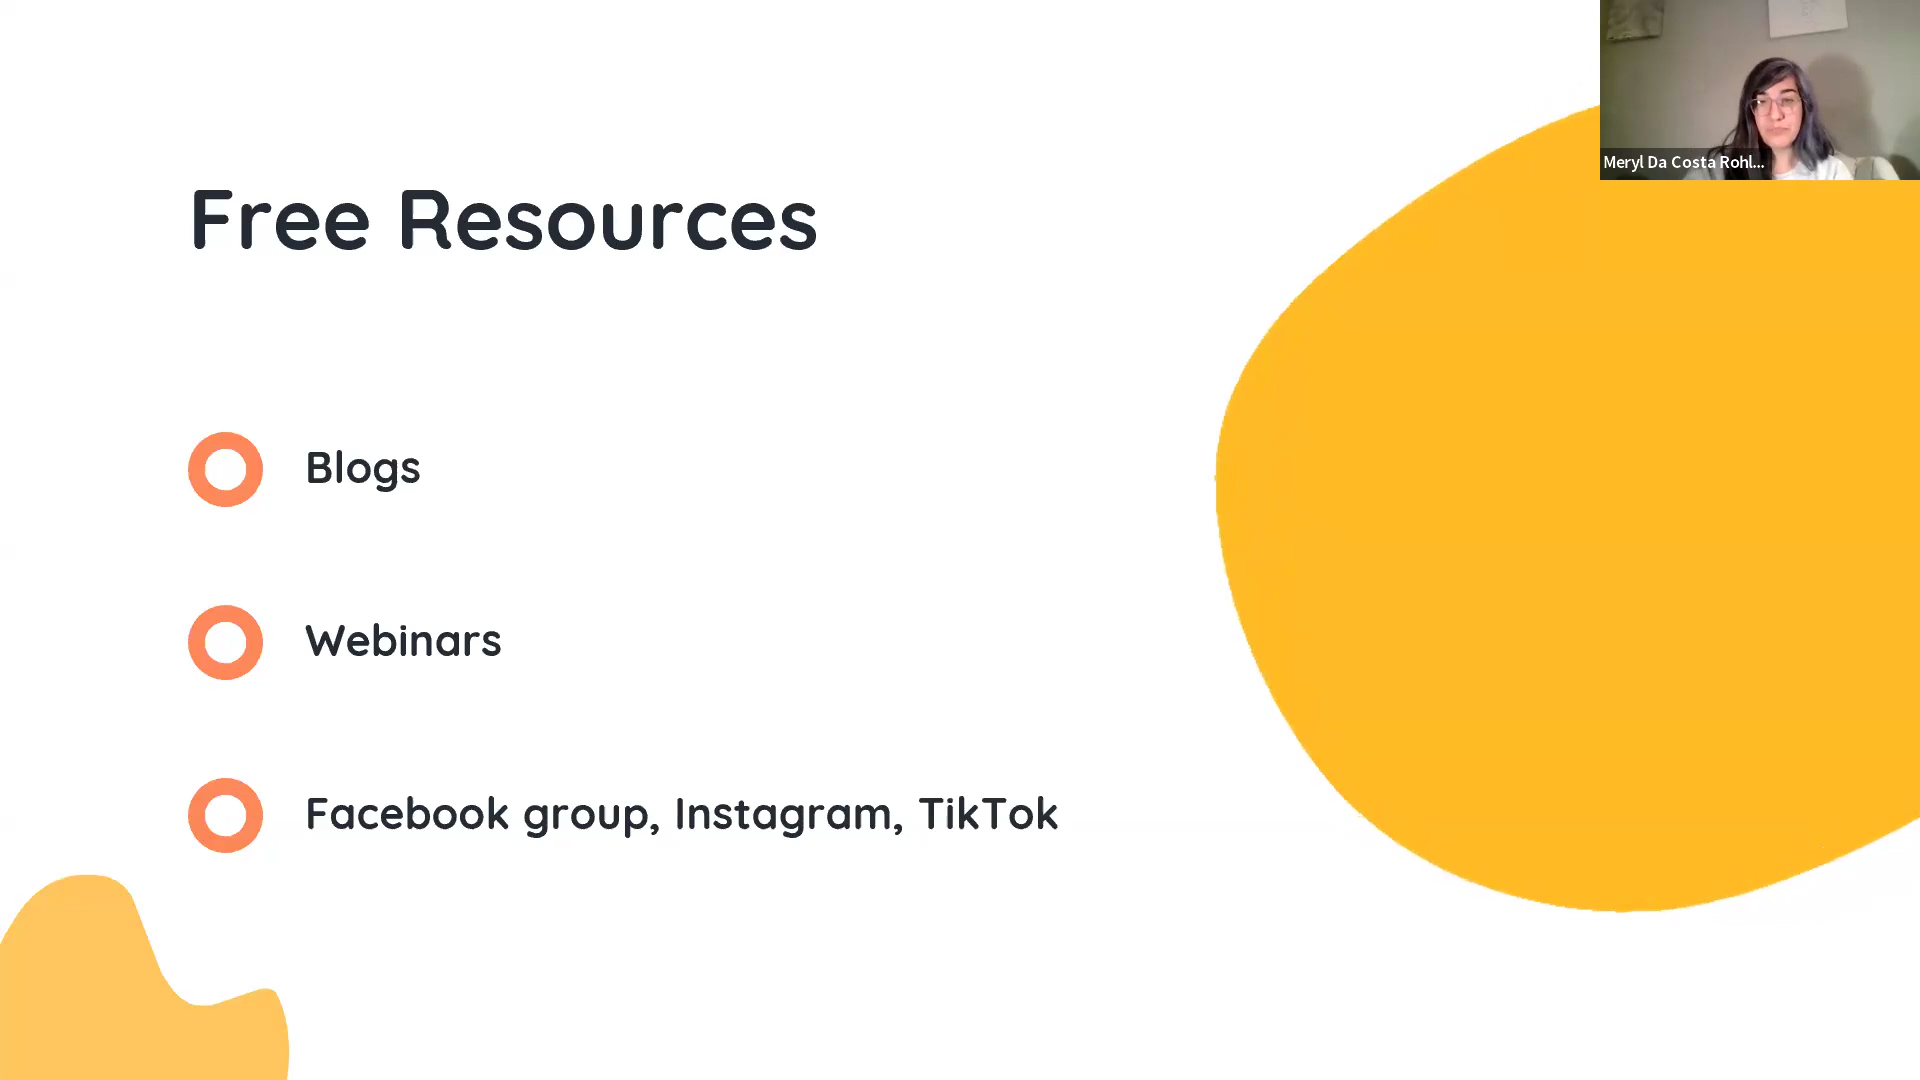 Free Resources
Blogs
Webinars
Facebook group, Instagram, TikTok
Meryl Da Costa Rohl...